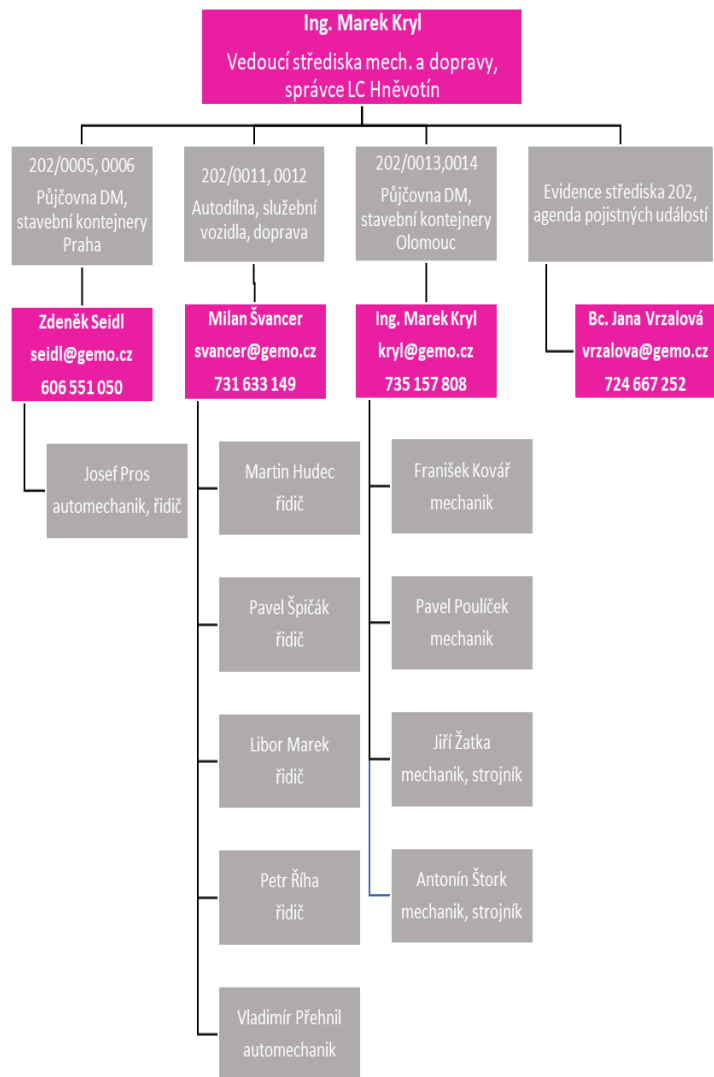 Ing. Marek Kryl
Vedoucí střediska mech. a dopravy,
správce LC Hněvotín
202/0005, 0006
Půjčovna DM,
stavební kontejnery
Praha
202/0011, 0012
Autodílna, služební
vozidla, doprava
202/0013,0014
Půjčovna DM,
stavební kontejnery
Olomouc
Evidence střediska 202,
agenda pojistných událostí
Zdeněk Seidl
seidl@gemo.cz
606 551 050
Milan Švancer
svancer@gemo.cz
731 633 149
Ing. Marek Kryl
kryl@gemo.cz
735 157 808
Bc. Jana Vrzalová
vrzalova@gemo.cz
724 667 252
Josef Pros
automechanik, řidič
Martin Hudec
řidič
Franišek Kovář
mechanik
Pavel Špičák
řidič
Pavel Poulíček
mechanik
Libor Marek
řidič
Jiří Žatka
mechanik, strojník
Petr Říha
řidič
Antonín Štork
mechanik, strojník
Vladimír Přehnil
automechanik